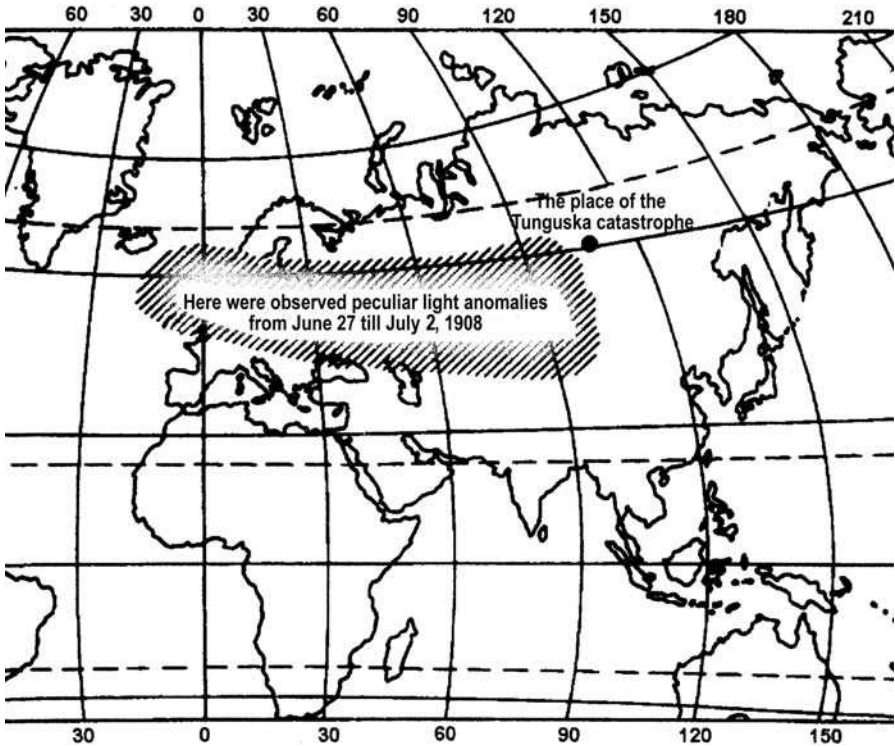 60 30 0 30 60 90 120 150 180 210
The place of the
Tunguska catastrophe
Here were observed peculiar light anomalies
from June 27 till July 2, 1908
30 0 30 60 90 120 150